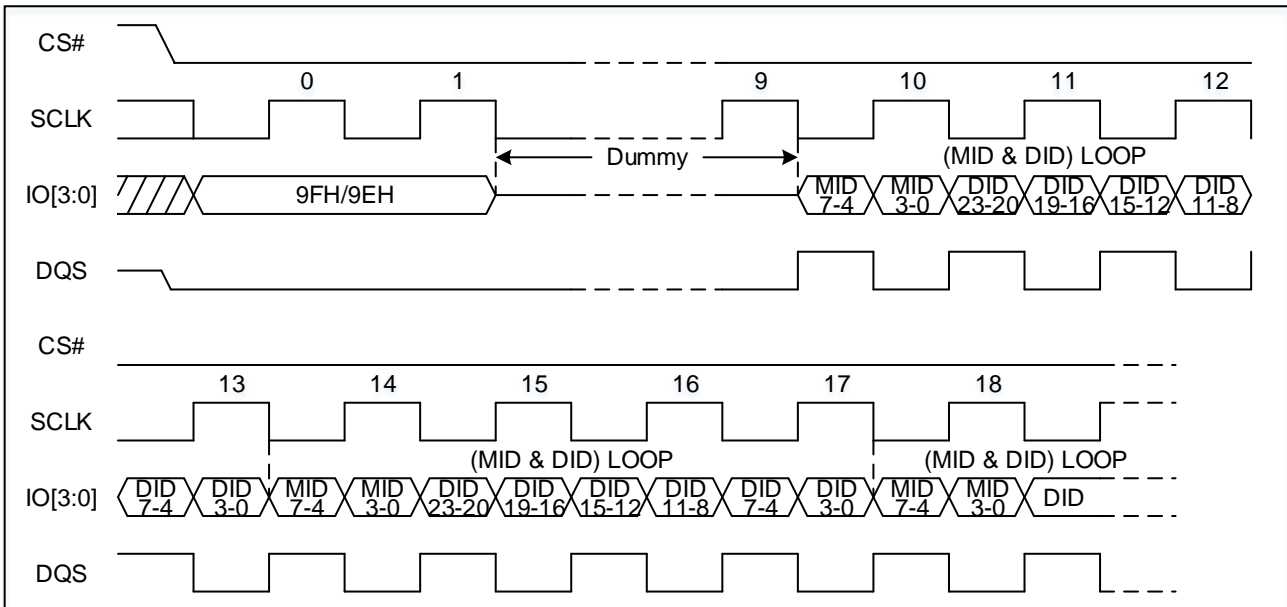 CS#
0 1 9 10 11 12
SCLK
Dummy (MID & DID) LOOP
IO[3:0] 9FH/9EH MID 7-4 MID 3-0 DID 23-20 DID 19-16 DID 15-12 DID 11-8
DQS
CS#
13 14 15 16 17 18
SCLK
(MID & DID) LOOP (MID & DID) LOOP
IO[3:0] DID 7-4 DID 3-0 MID 7-4 MID 3-0 DID 23-20 DID 19-16 DID 15-12 DID 11-8 DID 7-4 DID 3-0 MID 7-4 MID 3-0 DID
DQS